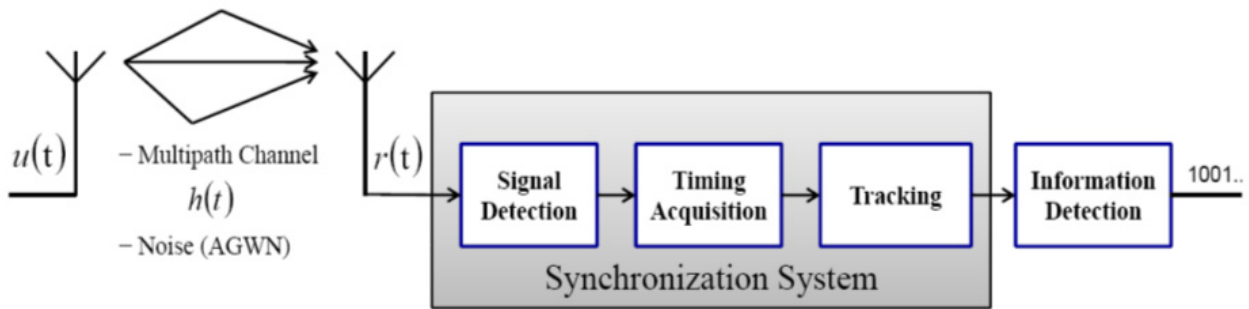 u(t)
– Multipath Channel
h(t)
– Noise (AGWN)
r(t)
Signal
Detection
Timing
Acquisition
Tracking
Information
Detection
1001..
Synchronization System